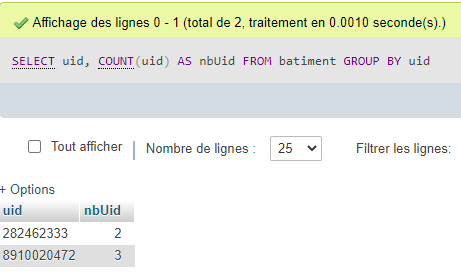 Affichage des lignes 0 - 1 (total de 2, traitement en 0.0010 seconde(s).)
SELECT uid, COUNT(uid) AS nbUid FROM batiment GROUP BY uid
Tout afficher Nombre de lignes : 25 Filtrer les lignes:
+ Options
uid nbUid
282462333 2
8910020472 3